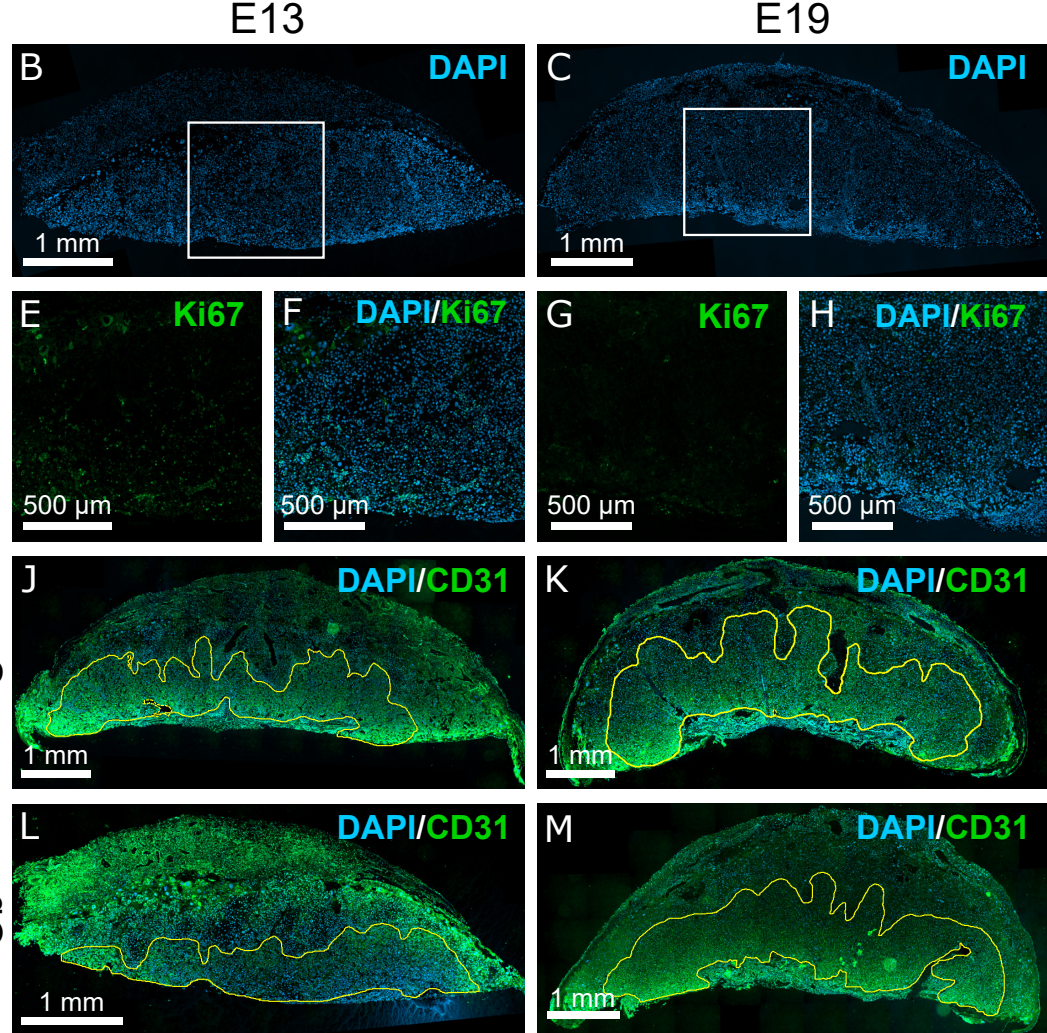 E13 E19
B DAPI
1 mm
C DAPI
1 mm
E Ki67
500 µm
F DAPI/Ki67
500 µm
G Ki67
500 µm
H DAPI/Ki67
500 µm
J DAPI/CD31
1 mm
K DAPI/CD31
1 mm
L DAPI/CD31
1 mm
M DAPI/CD31
1 mm